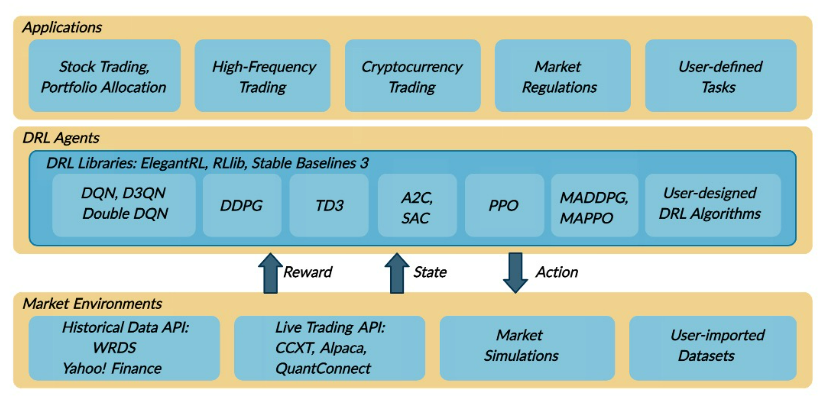 Applications
Stock Trading,
Portfolio Allocation
High-Frequency
Trading
Cryptocurrency
Trading
Market
Regulations
User-defined
Tasks
DRL Agents
DRL Libraries: ElegantRL, RLlib, Stable Baselines 3
DQN, D3QN
Double DQN
DDPG
TD3
A2C,
SAC
PPO
MADDPG,
MAPPO
User-designed
DRL Algorithms
Reward
State
Action
Market Environments
Historical Data API:
WRDS
Yahoo! Finance
Live Trading API:
CCXT, Alpaca,
QuantConnect
Market
Simulations
User-imported
Datasets